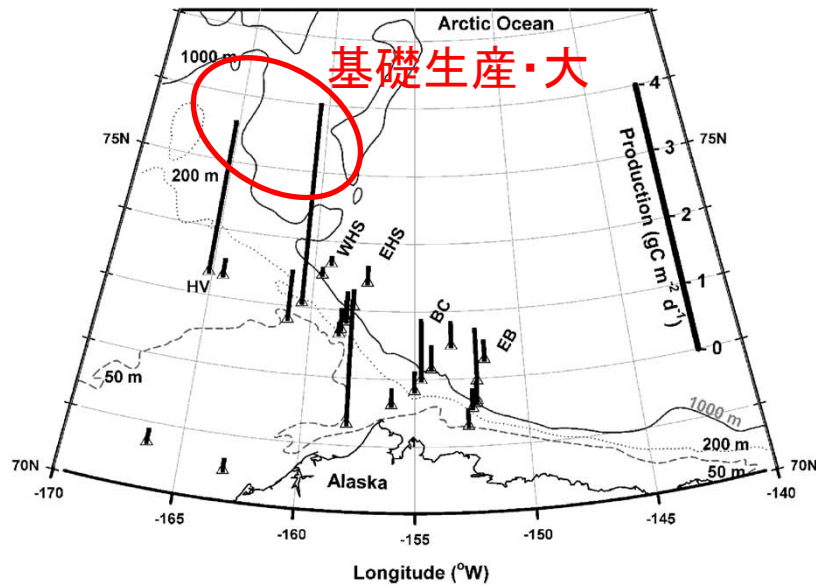 Arctic Ocean
1000 m
基礎生産・大
4
75N
75N
3
200 m
Production (gC m⁻² d⁻¹)
2
WHS
EHS
1
HV
BC
EB
0
50 m
1000 m
200 m
70N
Alaska
50 m
70N
-170
-140
-165
-145
-160
-155
-150
Longitude (°W)